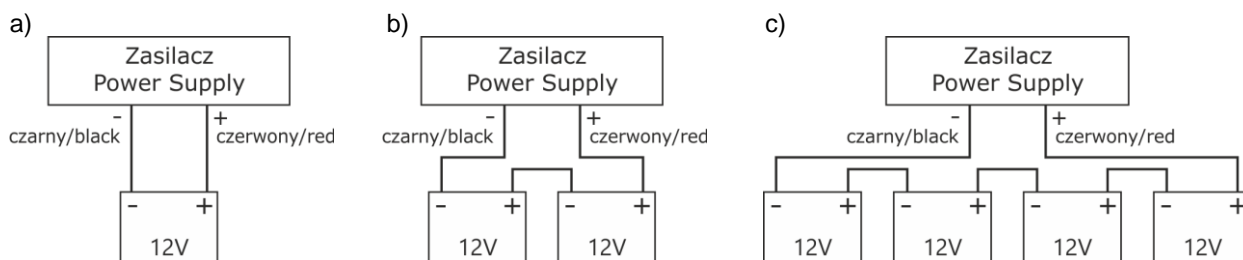 a)
Zasilacz
Power Supply
- +
czarny/black czerwony/red
- +
12V
b)
Zasilacz
Power Supply
- +
czarny/black czerwony/red
- + - +
12V 12V
c)
Zasilacz
Power Supply
- +
czarny/black czerwony/red
- + - + - + - +
12V 12V 12V 12V